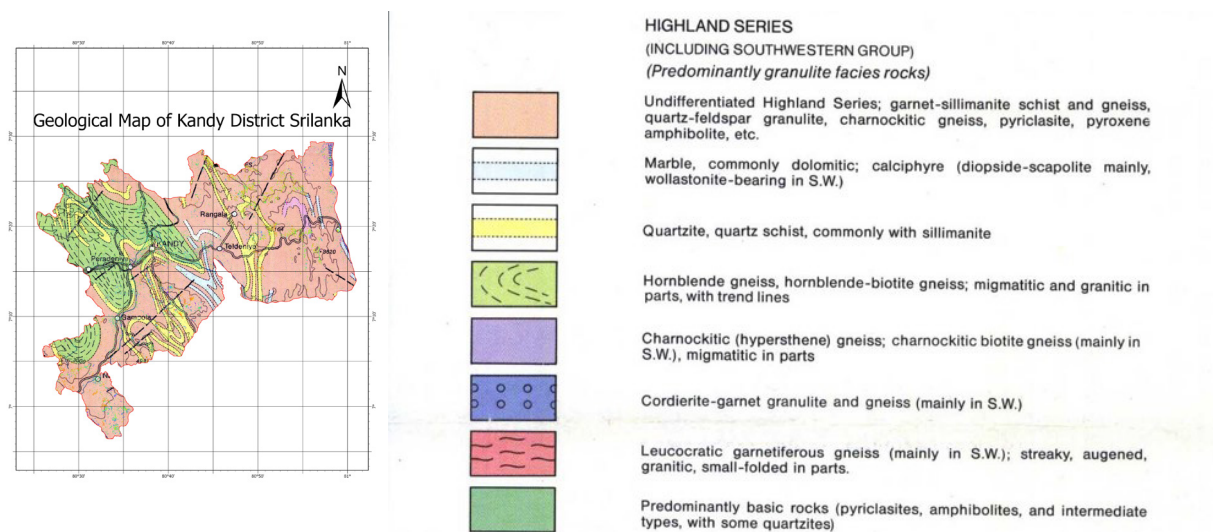 N
Geological Map of Kandy District Srilanka
Rangala
Teldeniya
KANDY
Peradeniya
Gampola
HIGHLAND SERIES
(INCLUDING SOUTHWESTERN GROUP)
(Predominantly granulite facies rocks)
Undifferentiated Highland Series; garnet-sillimanite schist and gneiss,
quartz-feldspar granulite, charnockitic gneiss, pyriclasite, pyroxene
amphibolite, etc.
Marble, commonly dolomitic; calciphyre (diopside-scapolite mainly,
wollastonite-bearing in S.W.)
Quartzite, quartz schist, commonly with sillimanite
Hornblende gneiss, hornblende-biotite gneiss; migmatitic and granitic in
parts, with trend lines
Charnockitic (hypersthene) gneiss; charnockitic biotite gneiss (mainly in
S.W.), migmatitic in parts
Cordierite-garnet granulite and gneiss (mainly in S.W.)
Leucocratic garnetiferous gneiss (mainly in S.W.); streaky, augened,
granitic, small-folded in parts.
Predominantly basic rocks (pyriclasites, amphibolites, and intermediate
types, with some quartzites)